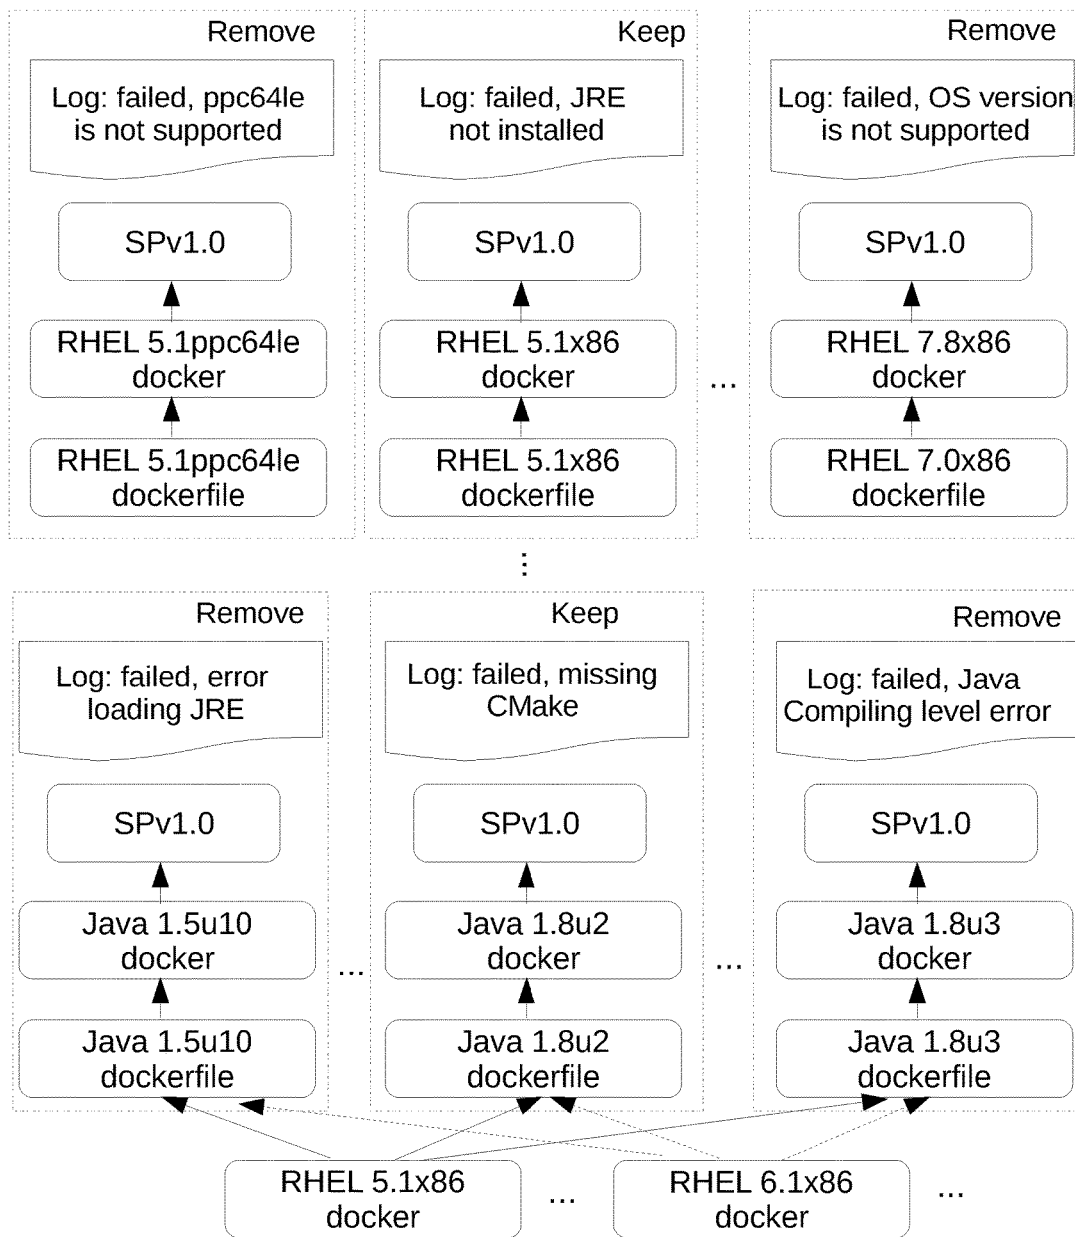 Remove
Log: failed, ppc64le
is not supported
SPv1.0
RHEL 5.1ppc64le
docker
RHEL 5.1ppc64le
dockerfile
Keep
Log: failed, JRE
not installed
SPv1.0
RHEL 5.1x86
docker
RHEL 5.1x86
dockerfile
...
Remove
Log: failed, OS version
is not supported
SPv1.0
RHEL 7.8x86
docker
RHEL 7.0x86
dockerfile
...
Remove
Log: failed, error
loading JRE
SPv1.0
Java 1.5u10
docker
Java 1.5u10
dockerfile
...
Keep
Log: failed, missing
CMake
SPv1.0
Java 1.8u2
docker
Java 1.8u2
dockerfile
...
Remove
Log: failed, Java
Compiling level error
SPv1.0
Java 1.8u3
docker
Java 1.8u3
dockerfile
RHEL 5.1x86
docker
...
RHEL 6.1x86
docker
...